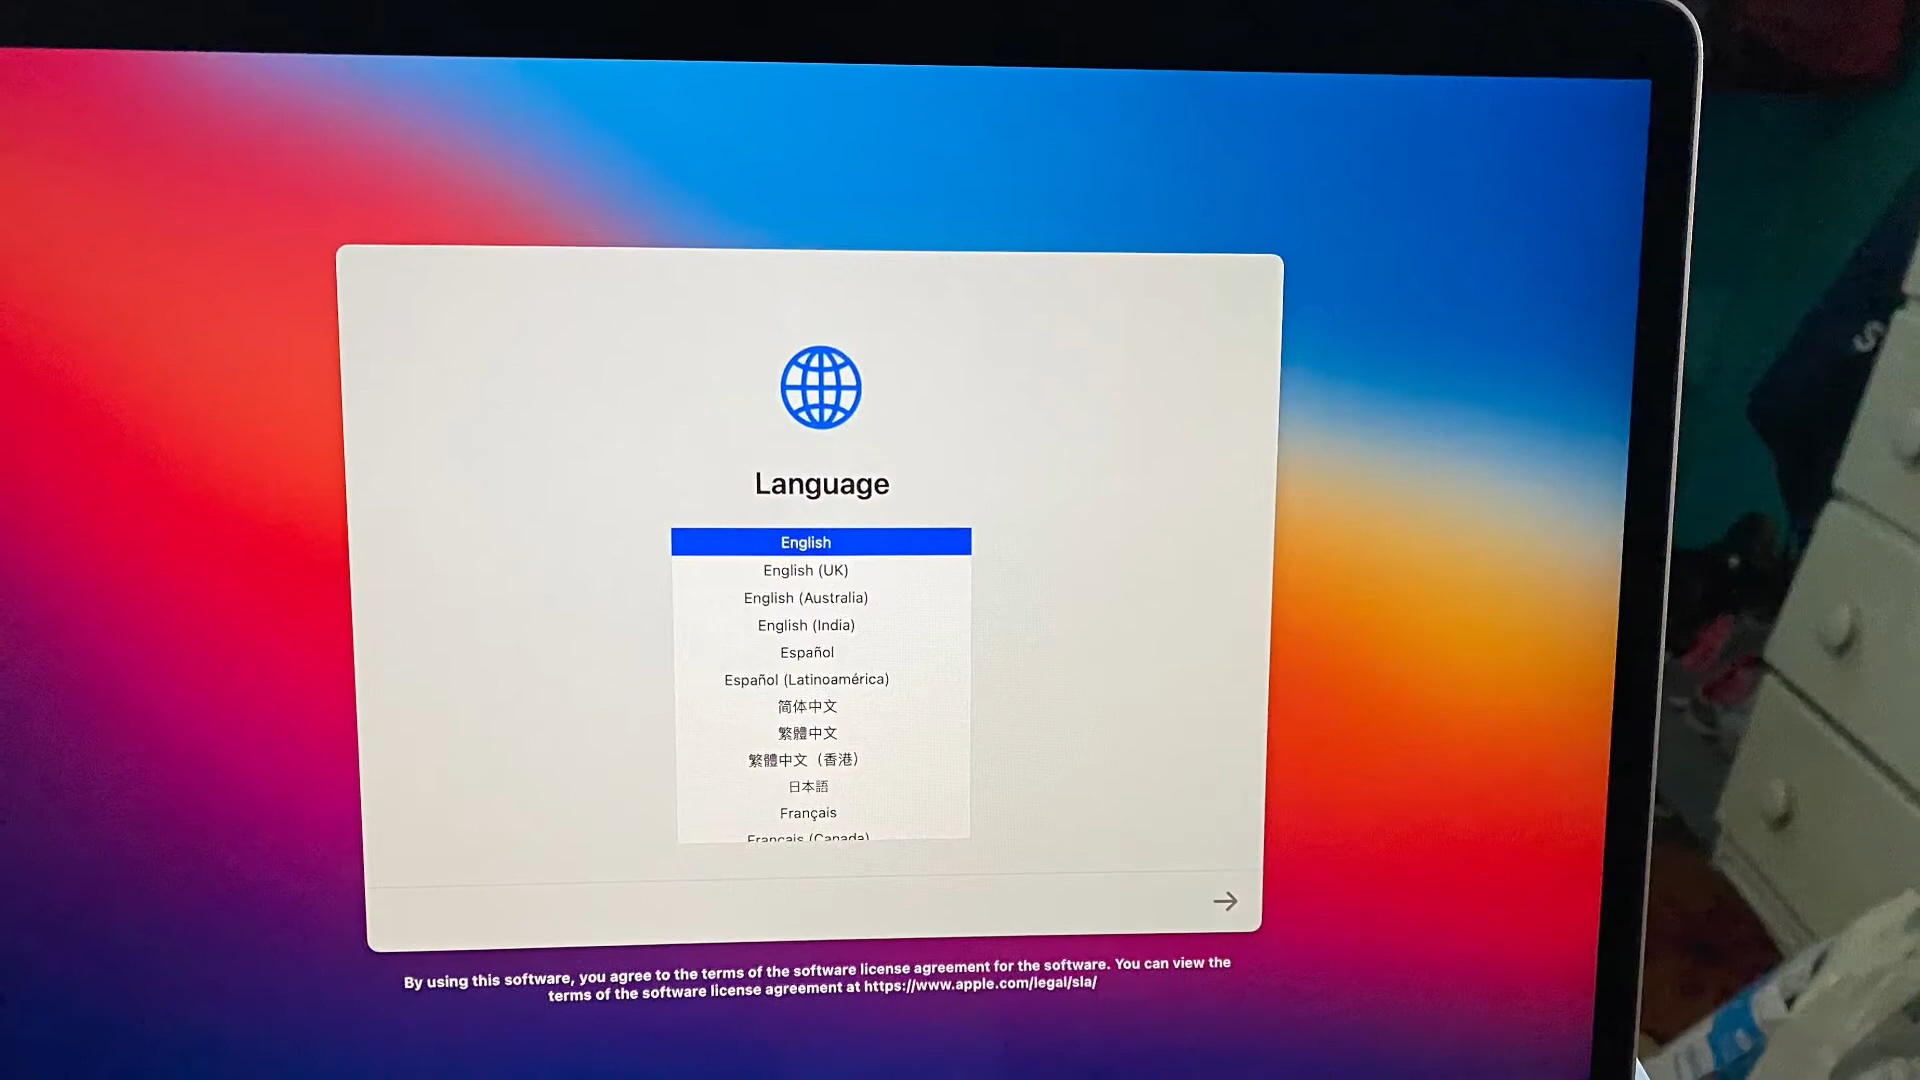 Language
English
English (UK)
English (Australia)
English (India)
Español
Español (Latinoamérica)
简体中文
繁體中文
繁體中文（香港）
日本語
Français
Français (Canada)
By using this software, you agree to the terms of the software license agreement for the software. You can view the
terms of the software license agreement at https://www.apple.com/legal/sla/
S